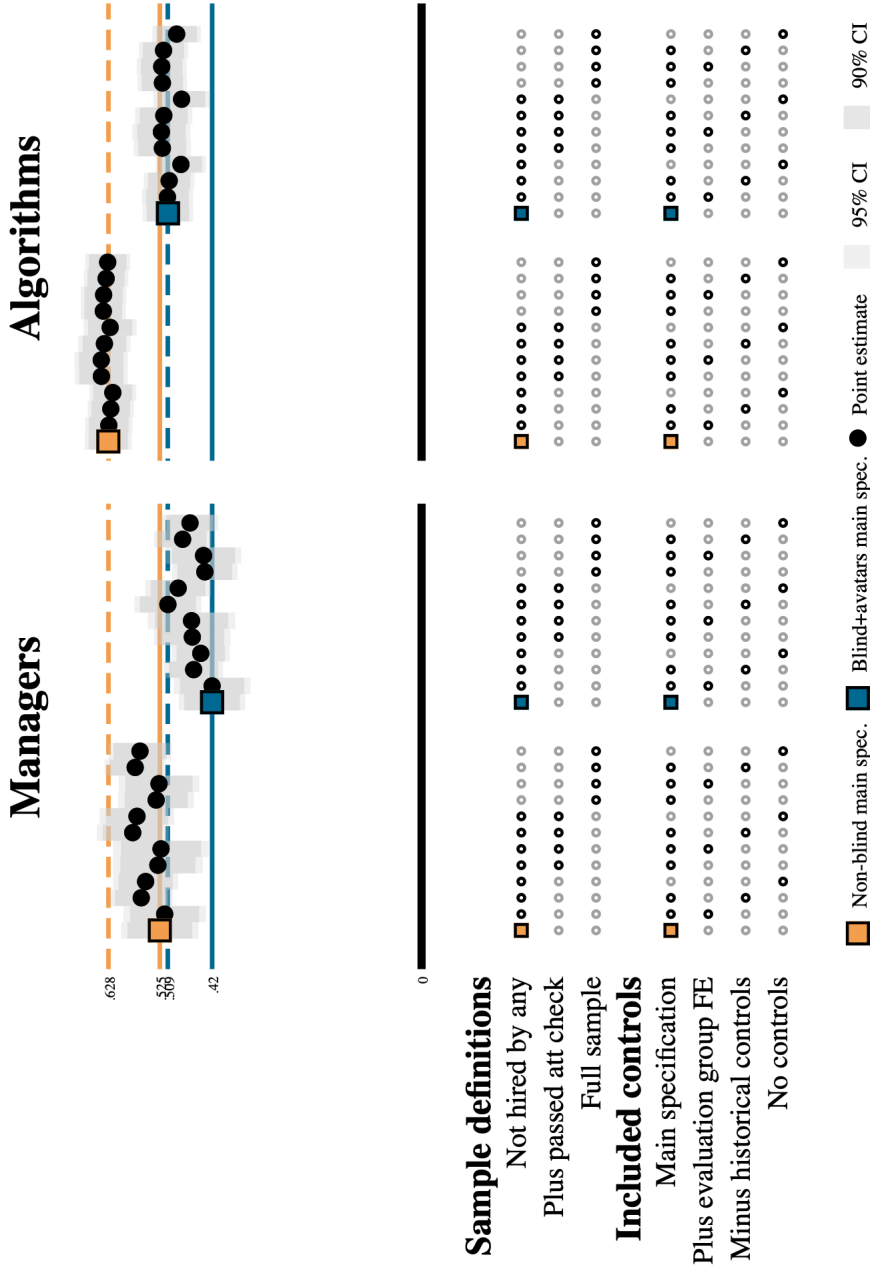 Managers
Algorithms
.628
.525
.509
.42
0
Sample definitions
Not hired by any
Plus passed att check
Full sample
Included controls
Main specification
Plus evaluation group FE
Minus historical controls
No controls
Non-blind main spec.
Blind+avatars main spec.
Point estimate
95% CI
90% CI